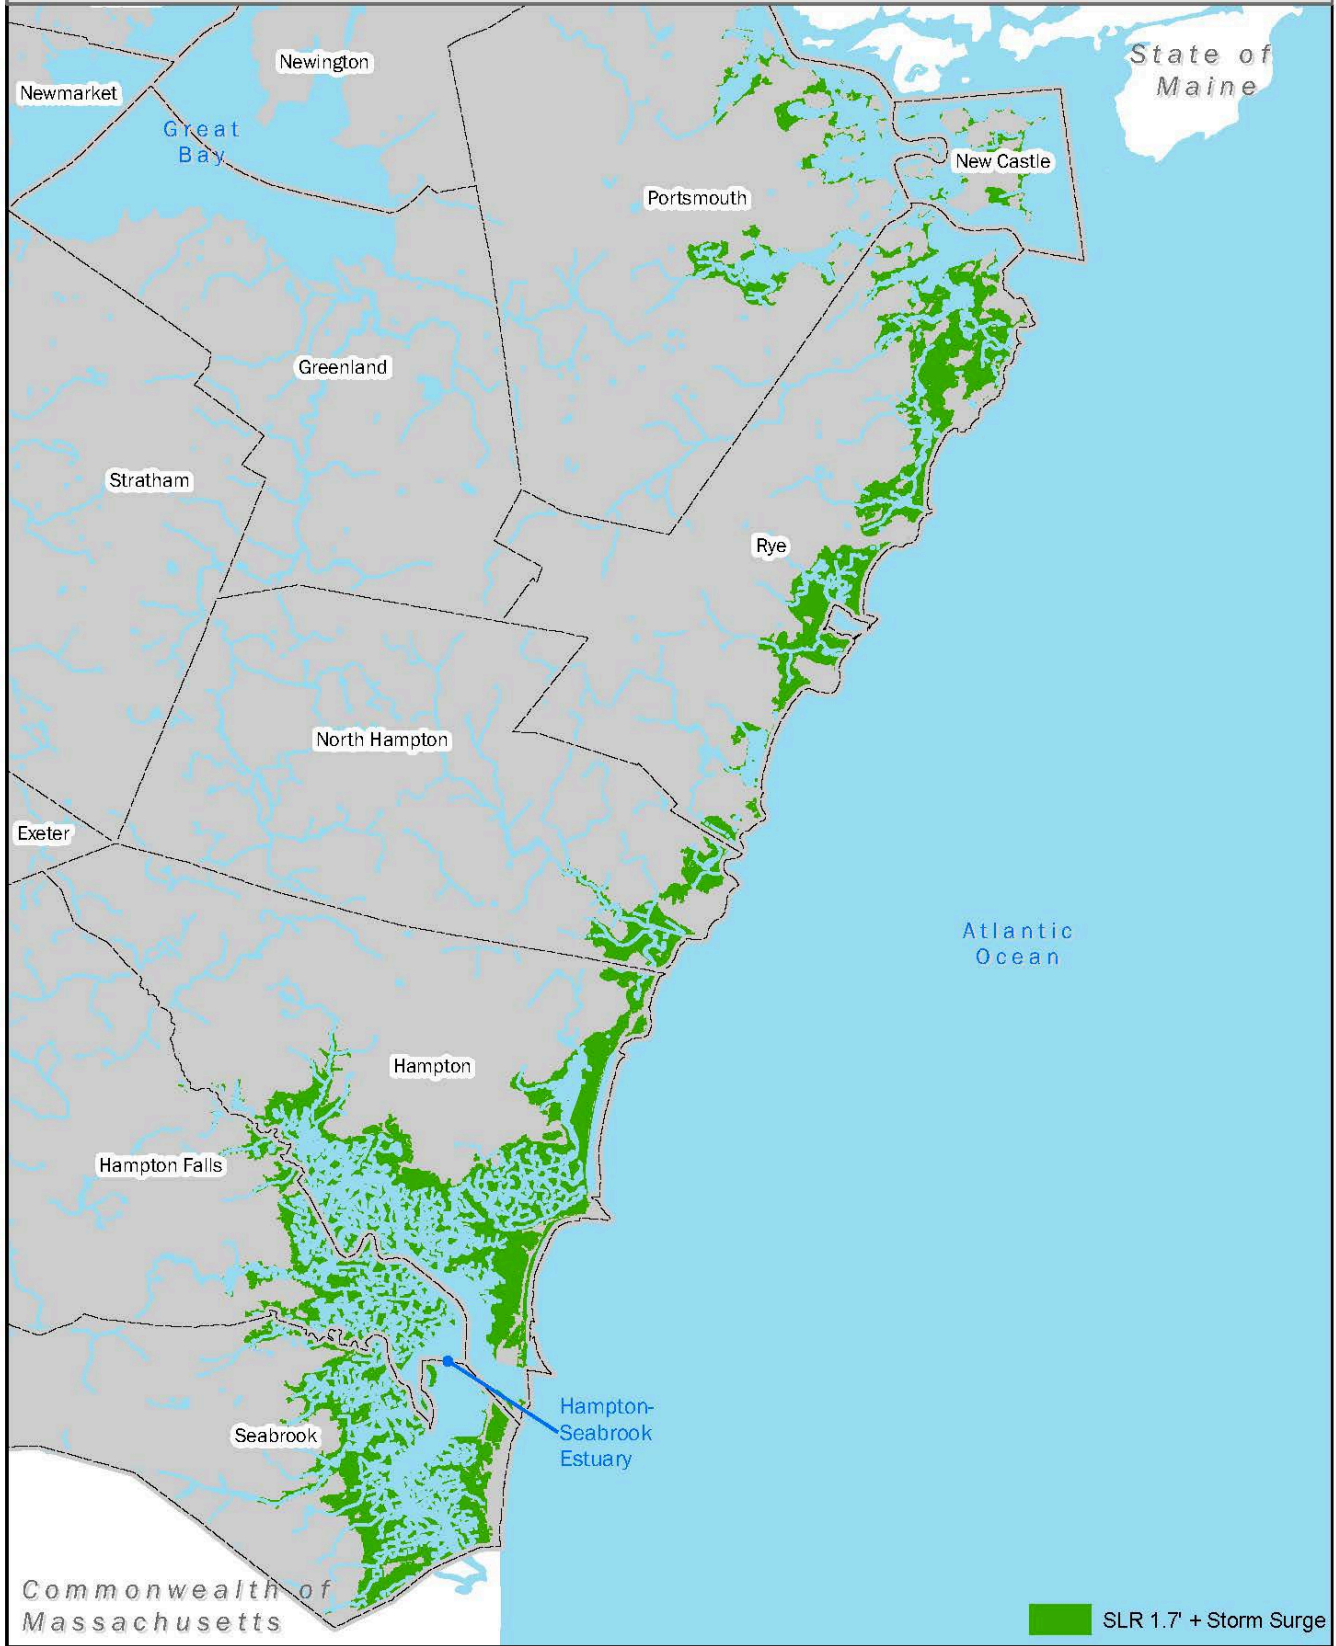 State of
Maine
Newington
Newmarket
Great
Bay
New Castle
Portsmouth
Greenland
Stratham
Rye
North Hampton
Exeter
Atlantic
Ocean
Hampton
Hampton Falls
Hampton-
Seabrook
Estuary
Seabrook
Commonwealth of
Massachusetts
SLR 1.7' + Storm Surge